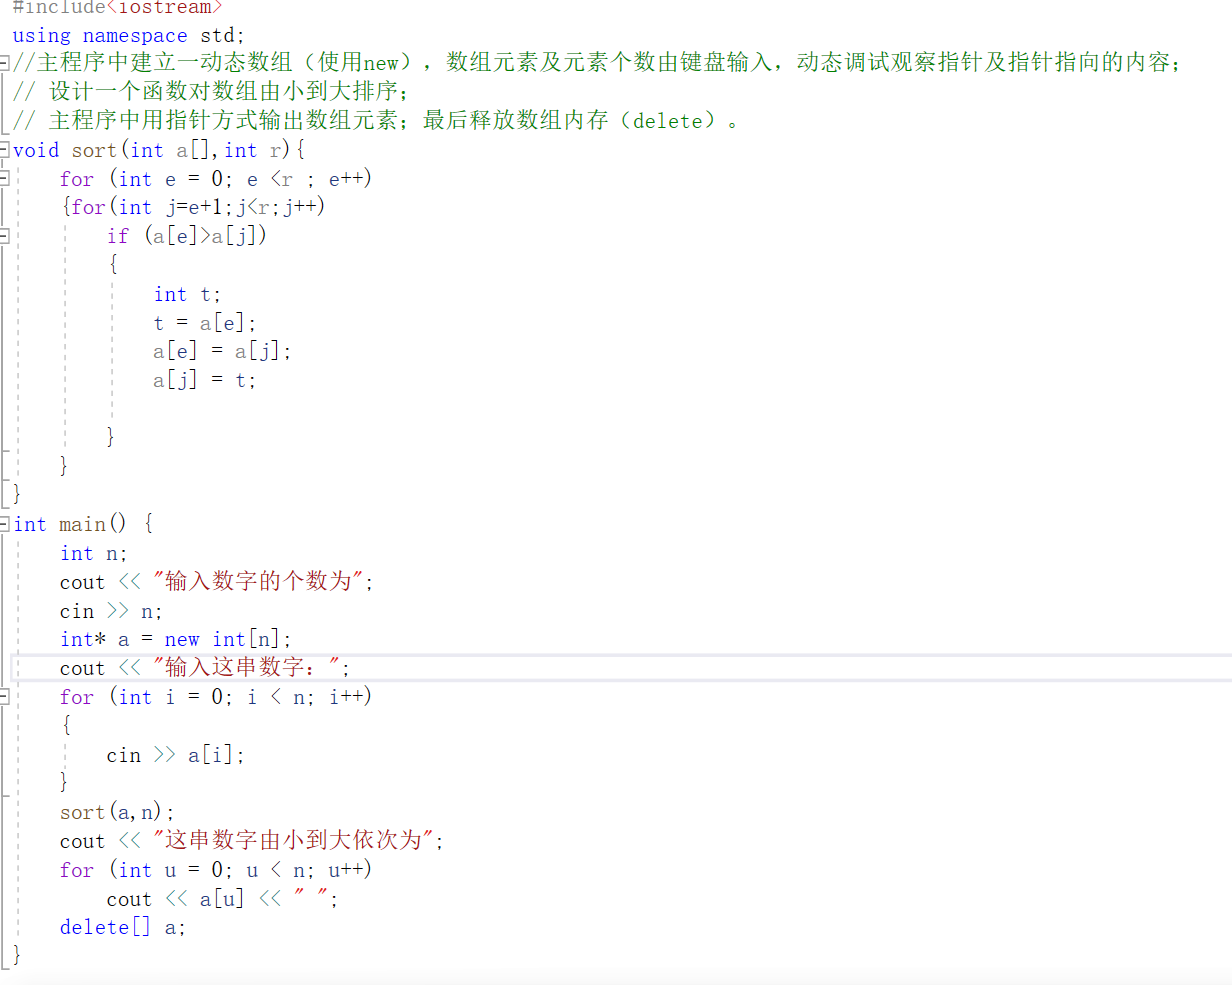 #include<iostream>
using namespace std;
//主程序中建立一动态数组（使用new），数组元素及元素个数由键盘输入，动态调试观察指针及指针指向的内容；
// 设计一个函数对数组由小到大排序；
// 主程序中用指针方式输出数组元素；最后释放数组内存（delete）。
void sort(int a[],int r){
    for (int e = 0; e <r ; e++)
    {for(int j=e+1;j<r;j++)
        if (a[e]>a[j])
        {
            int t;
            t = a[e];
            a[e] = a[j];
            a[j] = t;
        }
    }
}
int main() {
    int n;
    cout << "输入数字的个数为";
    cin >> n;
    int* a = new int[n];
    cout << "输入这串数字：";
    for (int i = 0; i < n; i++)
    {
        cin >> a[i];
    }
    sort(a,n);
    cout << "这串数字由小到大依次为";
    for (int u = 0; u < n; u++)
        cout << a[u] << " ";
    delete[] a;
}